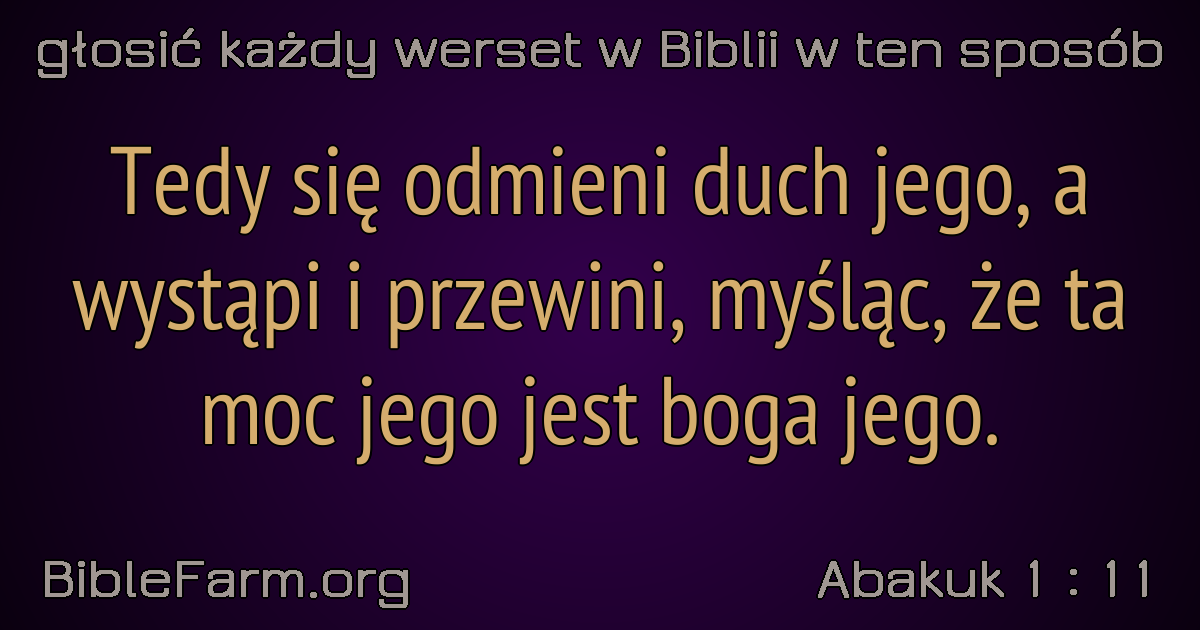 głosić każdy werset w Biblii w ten sposób
Tedy się odmieni duch jego, a
wystąpi i przewini, myśląc, że ta
moc jego jest boga jego.
BibleFarm.org
Abakuk 1 : 11